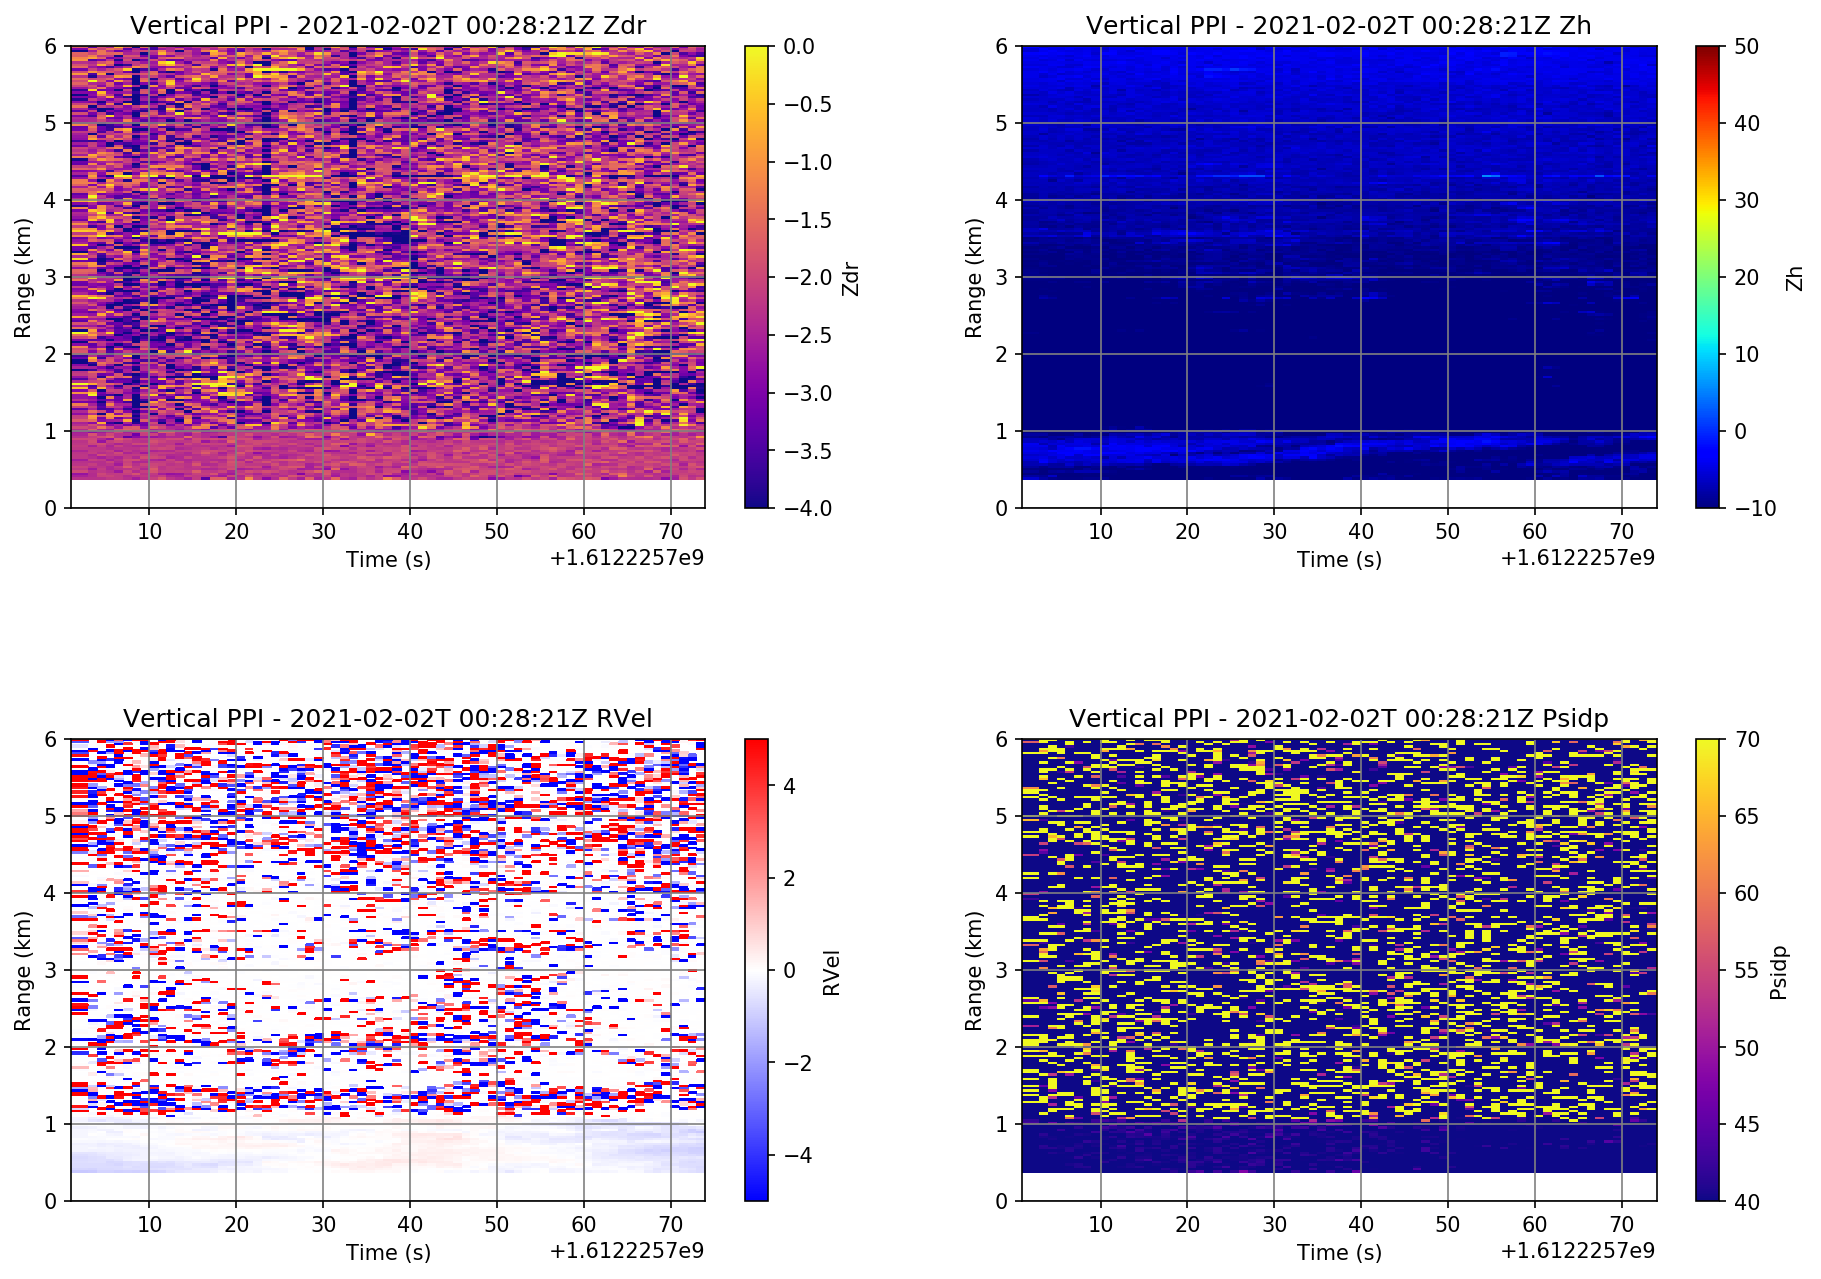 Vertical PPI - 2021-02-02T 00:28:21Z Zdr
6
5
4
3
2
1
0
Range (km)
10 20 30 40 50 60 70
Time (s)
+1.6122257e9
0.0
−0.5
−1.0
−1.5
−2.0
−2.5
−3.0
−3.5
−4.0
Zdr
Vertical PPI - 2021-02-02T 00:28:21Z Zh
6
5
4
3
2
1
0
Range (km)
10 20 30 40 50 60 70
Time (s)
+1.6122257e9
50
40
30
20
10
0
−10
Zh
Vertical PPI - 2021-02-02T 00:28:21Z RVel
6
5
4
3
2
1
0
Range (km)
10 20 30 40 50 60 70
Time (s)
+1.6122257e9
4
2
0
−2
−4
RVel
Vertical PPI - 2021-02-02T 00:28:21Z Psidp
6
5
4
3
2
1
0
Range (km)
10 20 30 40 50 60 70
Time (s)
+1.6122257e9
70
65
60
55
50
45
40
Psidp